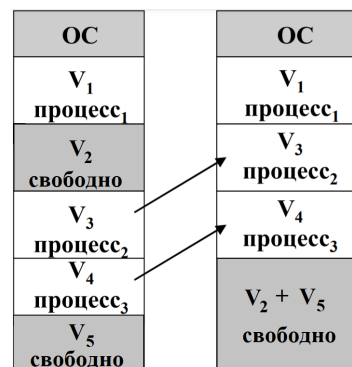 ОС
V₁
процесс₁
V₂
свободно
V₃
процесс₂
V₄
процесс₃
V₅
свободно
ОС
V₁
процесс₁
V₃
процесс₂
V₄
процесс₃
V₂ + V₅
свободно